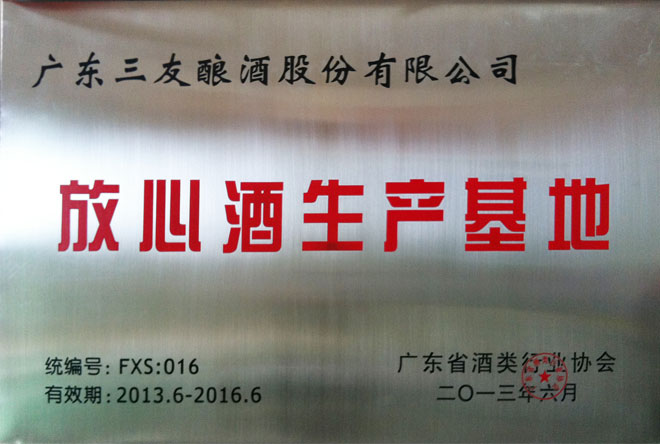 广东三友酿酒股份有限公司
放心酒生产基地
统编号: FXS:016
有效期: 2013.6-2016.6
广东省酒类行业协会
二〇一三年六月